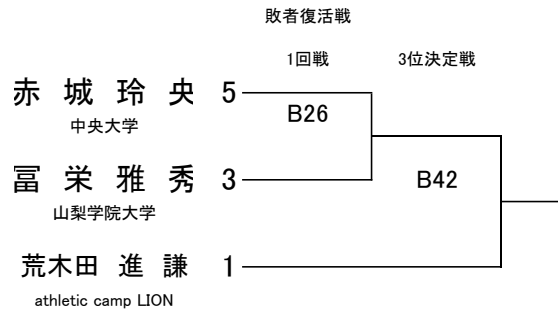 敗者復活戦
1回戦 3位決定戦
赤 城 玲 央 5
B26
中央大学
冨 栄 雅 秀 3
B42
山梨学院大学
荒木田 進 謙 1
athletic camp LION